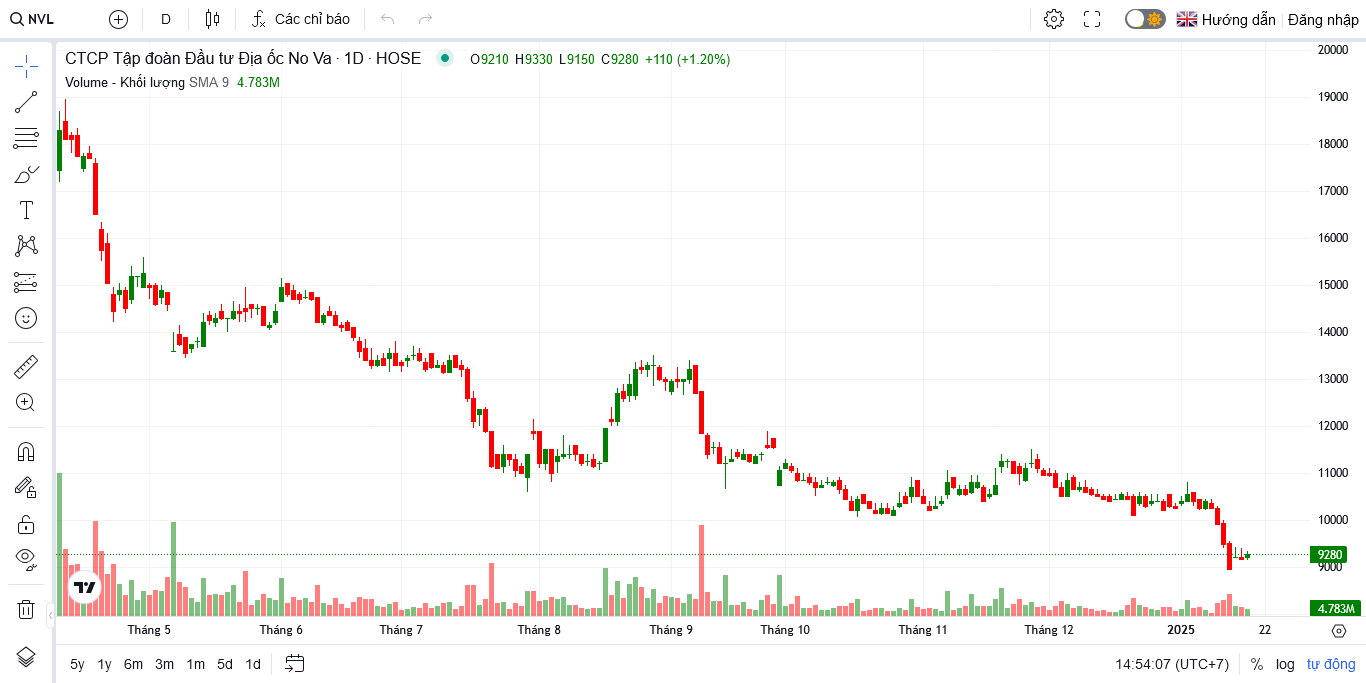 NVL D Các chỉ báo Hướng dẫn Đăng nhập
CTCP Tập đoàn Đầu tư Địa ốc No Va · 1D · HOSE O9210 H9330 L9150 C9280 +110 (+1.20%)
Volume - Khối lượng SMA 9 4.783M
20000
19000
18000
17000
16000
15000
14000
13000
12000
11000
10000
9280
9000
4.783M
Tháng 5 Tháng 6 Tháng 7 Tháng 8 Tháng 9 Tháng 10 Tháng 11 Tháng 12 2025 22
5y 1y 6m 3m 1m 5d 1d 14:54:07 (UTC+7) % log tự động